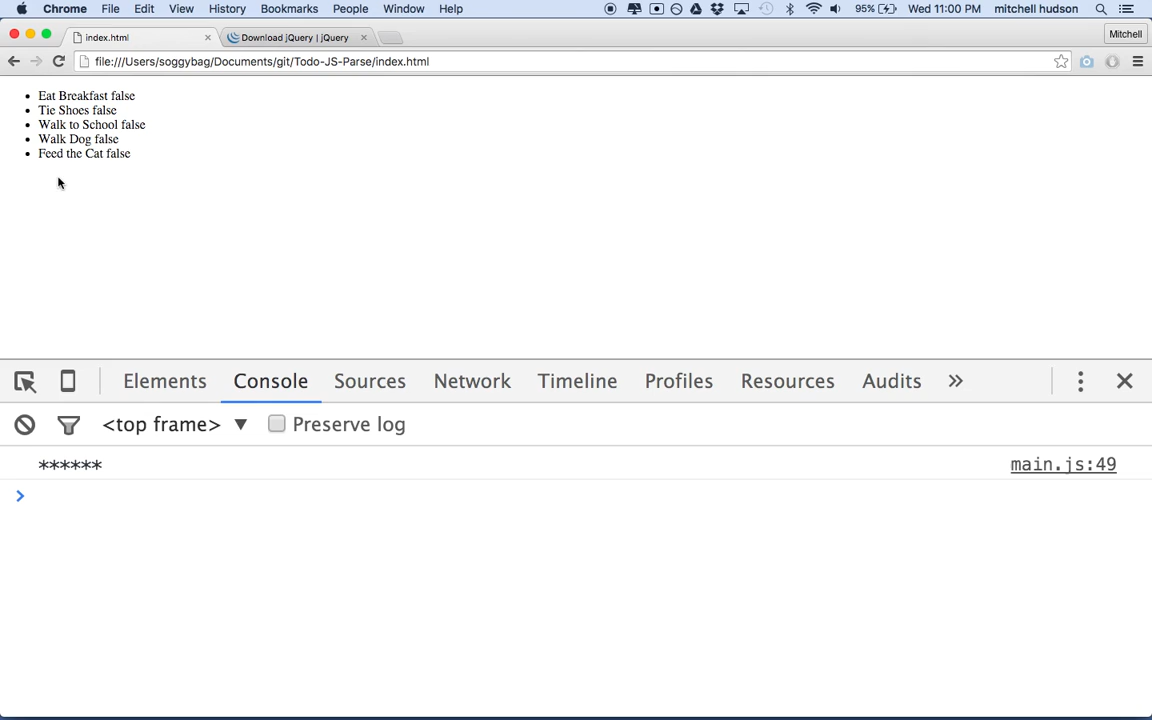 Chrome File Edit View History Bookmarks People Window Help 95% Wed 11:00 PM mitchell hudson
index.html × Download jQuery | jQuery × Mitchell
file:///Users/soggybag/Documents/git/Todo-JS-Parse/index.html
• Eat Breakfast false
• Tie Shoes false
• Walk to School false
• Walk Dog false
• Feed the Cat false
Elements Console Sources Network Timeline Profiles Resources Audits »
<top frame> ▼ Preserve log
****** main.js:49
>